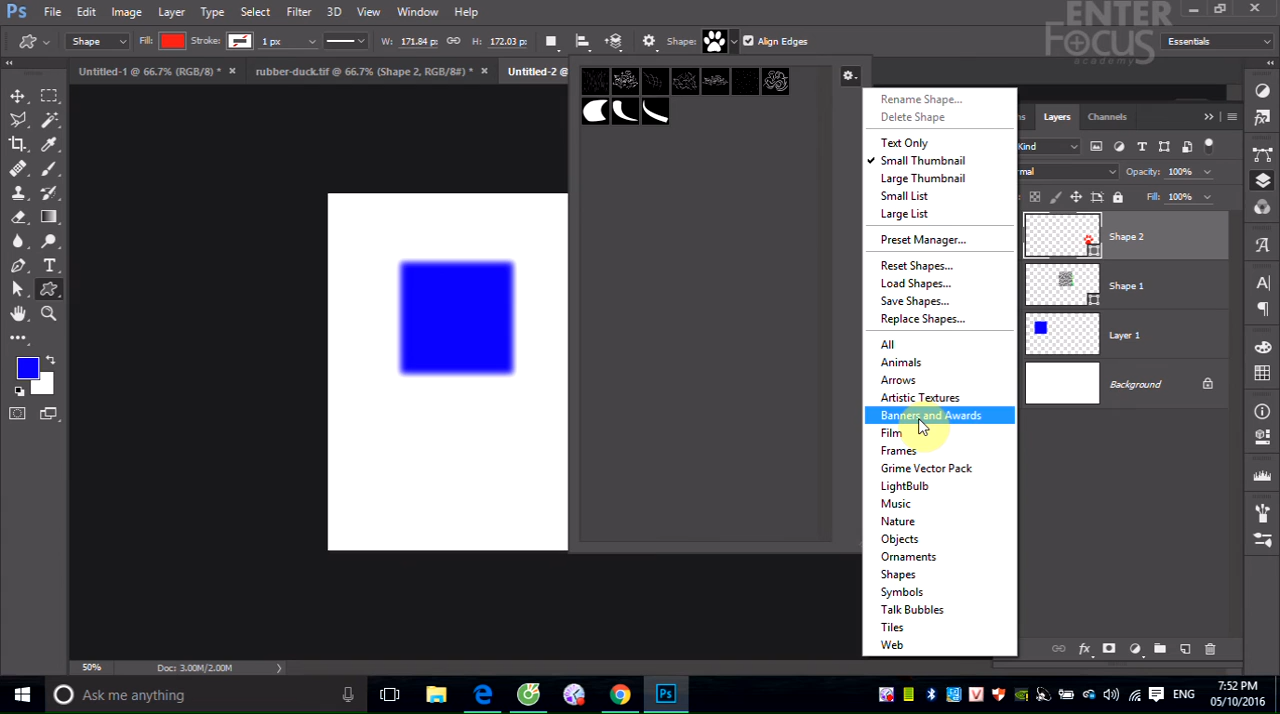 Ps File Edit Image Layer Type Select Filter 3D View Window Help
ENTER
FOCUS
academy
Shape Fill: Stroke: 1 px W: 171.84 p: H: 172.03 p: Shape: Align Edges Essentials
Untitled-1 @ 66.7% (RGB/8) * × rubber-duck.tif @ 66.7% (Shape 2, RGB/8#) * × Untitled-2 @
Rename Shape...
Delete Shape
Text Only
Small Thumbnail
Large Thumbnail
Small List
Large List
Preset Manager...
Reset Shapes...
Load Shapes...
Save Shapes...
Replace Shapes...
All
Animals
Arrows
Artistic Textures
Banners and Awards
Film
Frames
Grime Vector Pack
LightBulb
Music
Nature
Objects
Ornaments
Shapes
Symbols
Talk Bubbles
Tiles
Web
ns Layers Channels
Kind
rmal Opacity: 100%
Fill: 100%
Shape 2
Shape 1
Layer 1
Background
50% Doc: 3.00M/2.00M
Ask me anything
Ps
ENG
7:52 PM
05/10/2016